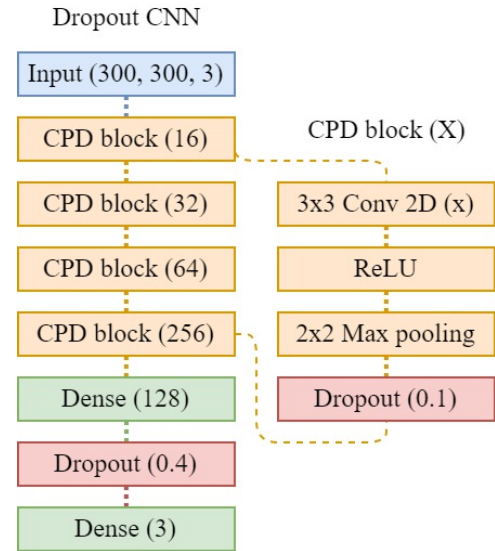 Dropout CNN
Input (300, 300, 3)
CPD block (16)
CPD block (32)
CPD block (64)
CPD block (256)
Dense (128)
Dropout (0.4)
Dense (3)
CPD block (X)
3x3 Conv 2D (x)
ReLU
2x2 Max pooling
Dropout (0.1)